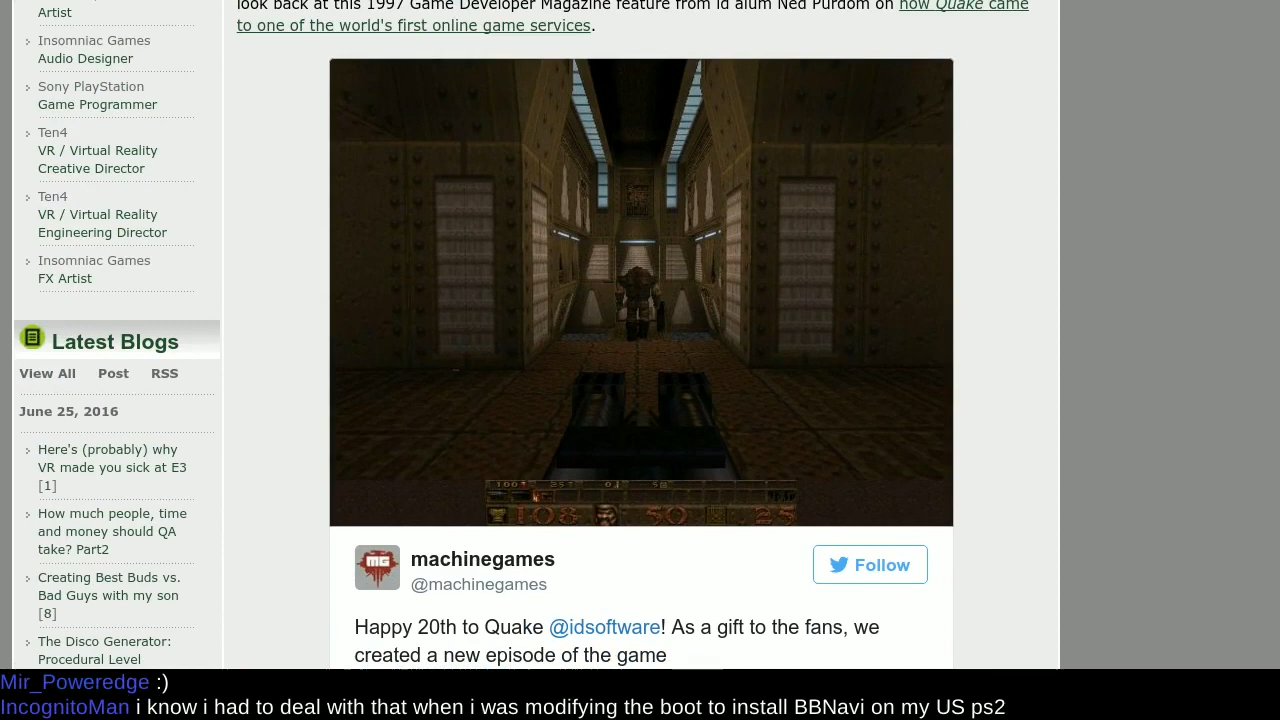 Artist
Insomniac Games
Audio Designer
Sony PlayStation
Game Programmer
Ten4
VR / Virtual Reality
Creative Director
Ten4
VR / Virtual Reality
Engineering Director
Insomniac Games
FX Artist
Latest Blogs
View All Post RSS
June 25, 2016
Here's (probably) why
VR made you sick at E3
[1]
How much people, time
and money should QA
take? Part2
Creating Best Buds vs.
Bad Guys with my son
[8]
The Disco Generator:
Procedural Level
look back at this 1997 Game Developer Magazine feature from id alum Ned Purdom on how Quake came
to one of the world's first online game services.
108 50 25
MG
machinegames
@machinegames
Follow
Happy 20th to Quake @idsoftware! As a gift to the fans, we
created a new episode of the game
Mir_Poweredge :)
IncognitoMan i know i had to deal with that when i was modifying the boot to install BBNavi on my US ps2